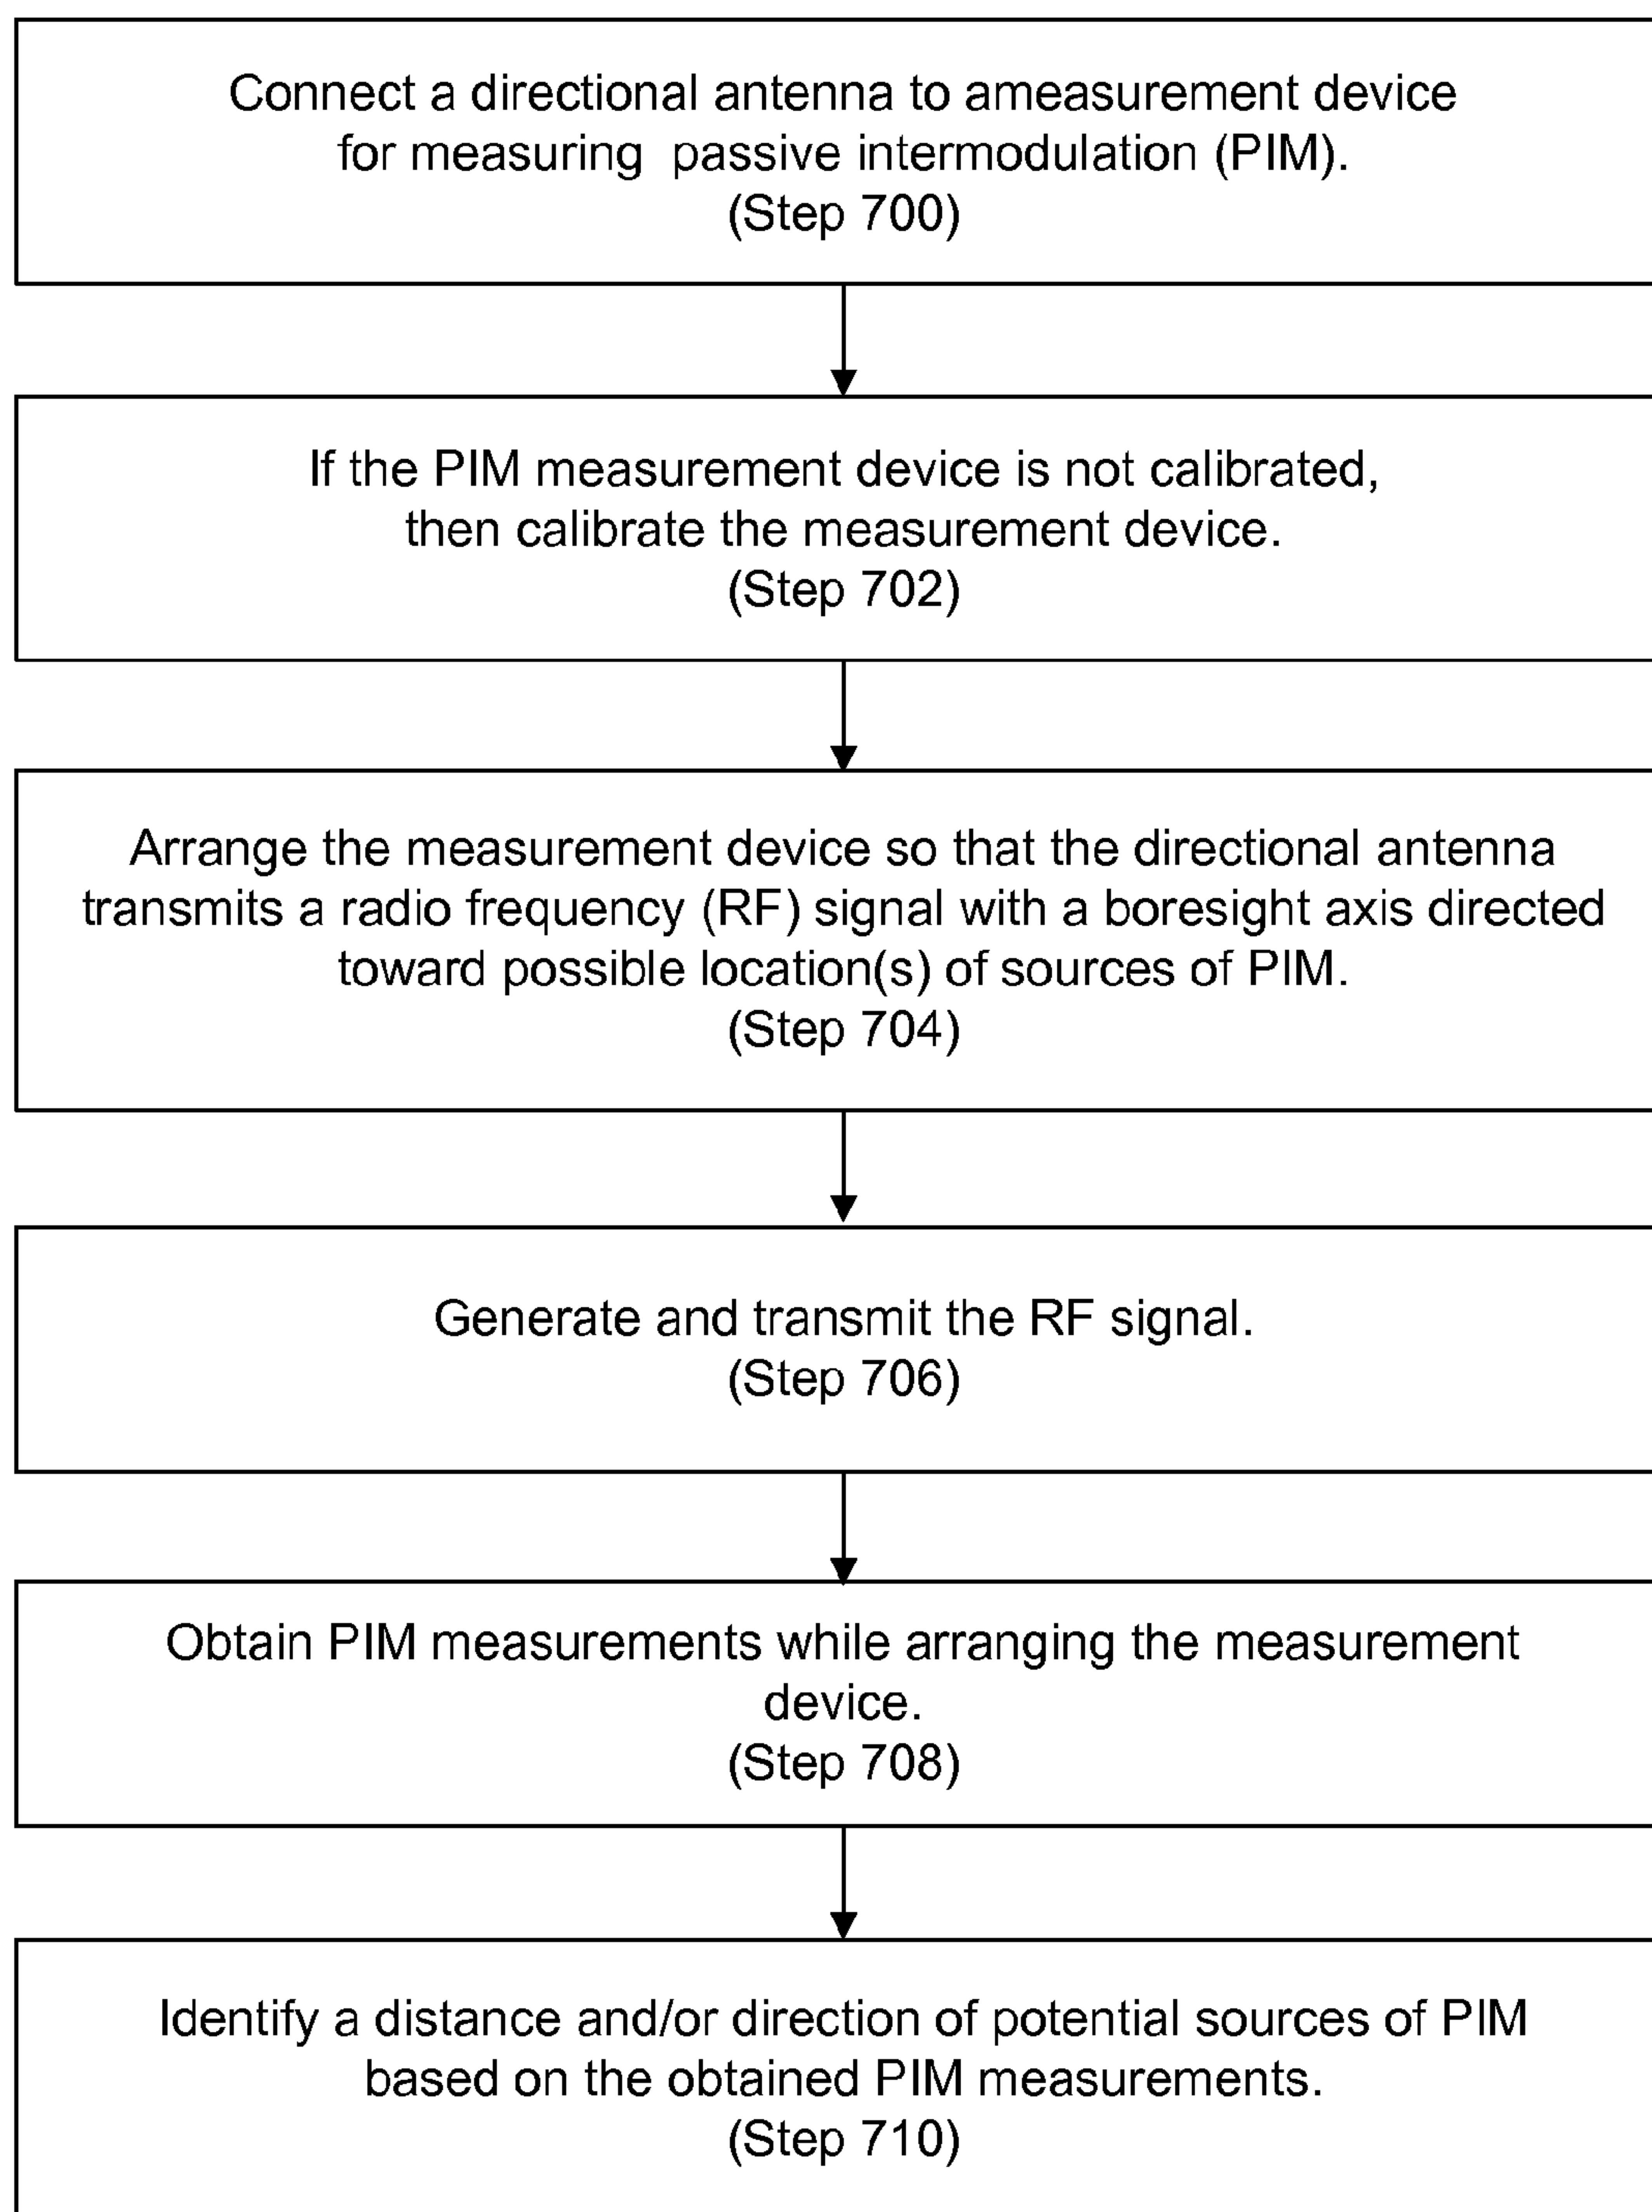 Connect a directional antenna to ameasurement device
for measuring passive intermodulation (PIM).
(Step 700)
If the PIM measurement device is not calibrated,
then calibrate the measurement device.
(Step 702)
Arrange the measurement device so that the directional antenna
transmits a radio frequency (RF) signal with a boresight axis directed
toward possible location(s) of sources of PIM.
(Step 704)
Generate and transmit the RF signal.
(Step 706)
Obtain PIM measurements while arranging the measurement
device.
(Step 708)
Identify a distance and/or direction of potential sources of PIM
based on the obtained PIM measurements.
(Step 710)